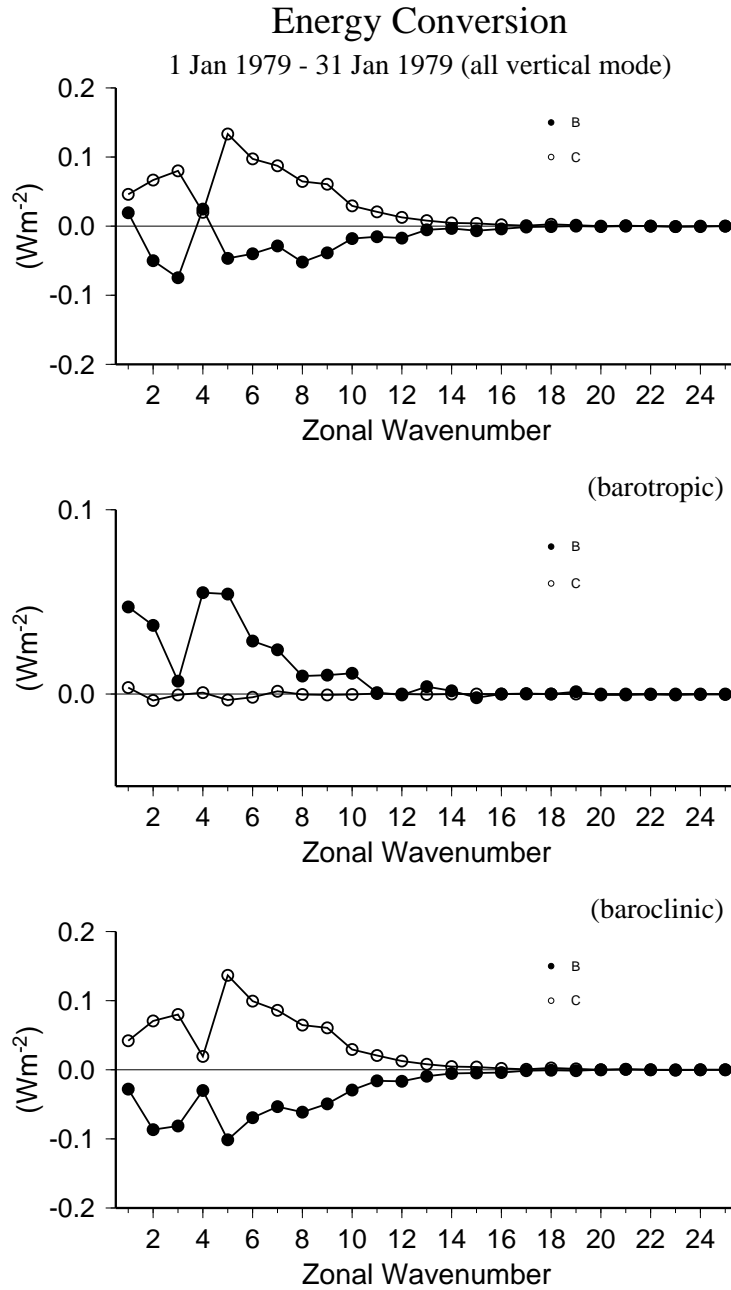 Energy Conversion
1 Jan 1979 - 31 Jan 1979 (all vertical mode)
0.2
B
0.1
C
0.0
-0.1
-0.2
(Wm-2)
2 4 6 8 10 12 14 16 18 20 22 24
Zonal Wavenumber
(barotropic)
0.1
B
C
0.0
(Wm-2)
2 4 6 8 10 12 14 16 18 20 22 24
Zonal Wavenumber
(baroclinic)
0.2
B
0.1
C
0.0
-0.1
-0.2
(Wm-2)
2 4 6 8 10 12 14 16 18 20 22 24
Zonal Wavenumber